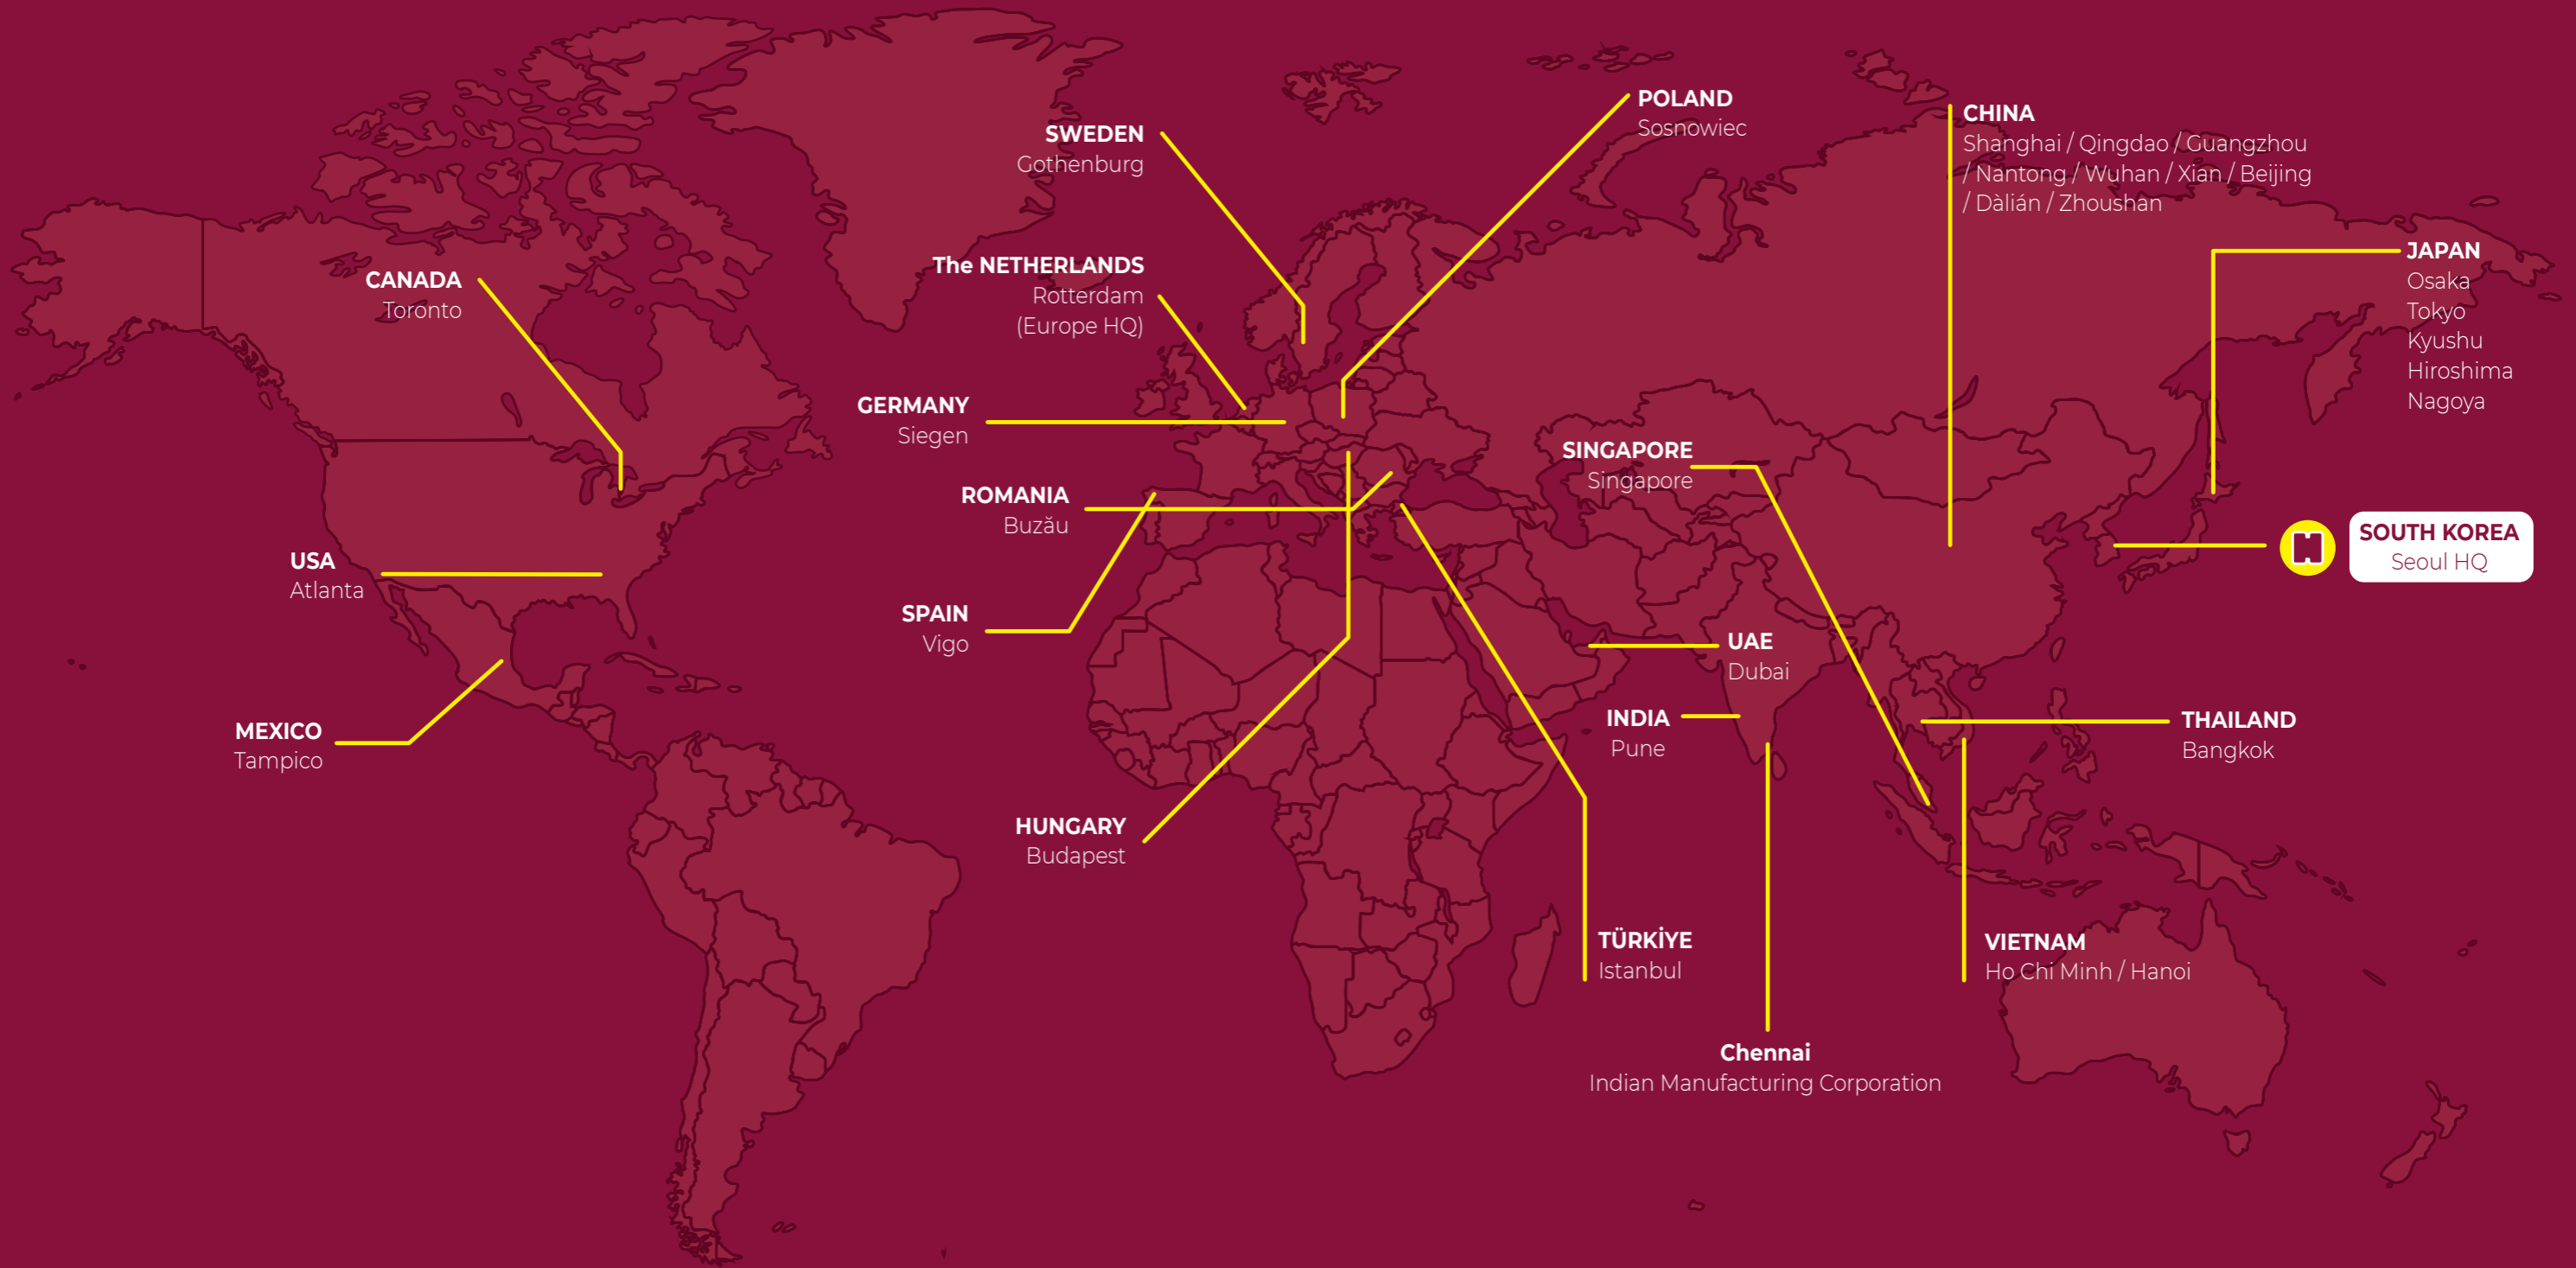 POLAND
Sosnowiec
CHINA
Shanghai / Qingdao / Guangzhou
/ Nantong / Wuhan / Xian / Beijing
/ Dàlián / Zhoushan
SWEDEN
Gothenburg
JAPAN
Osaka
Tokyo
Kyushu
Hiroshima
Nagoya
The NETHERLANDS
Rotterdam
(Europe HQ)
CANADA
Toronto
GERMANY
Siegen
SINGAPORE
Singapore
ROMANIA
Buzău
SOUTH KOREA
Seoul HQ
USA
Atlanta
SPAIN
Vigo
UAE
Dubai
INDIA
Pune
THAILAND
Bangkok
MEXICO
Tampico
HUNGARY
Budapest
TÜRKİYE
Istanbul
VIETNAM
Ho Chi Minh / Hanoi
Chennai
Indian Manufacturing Corporation